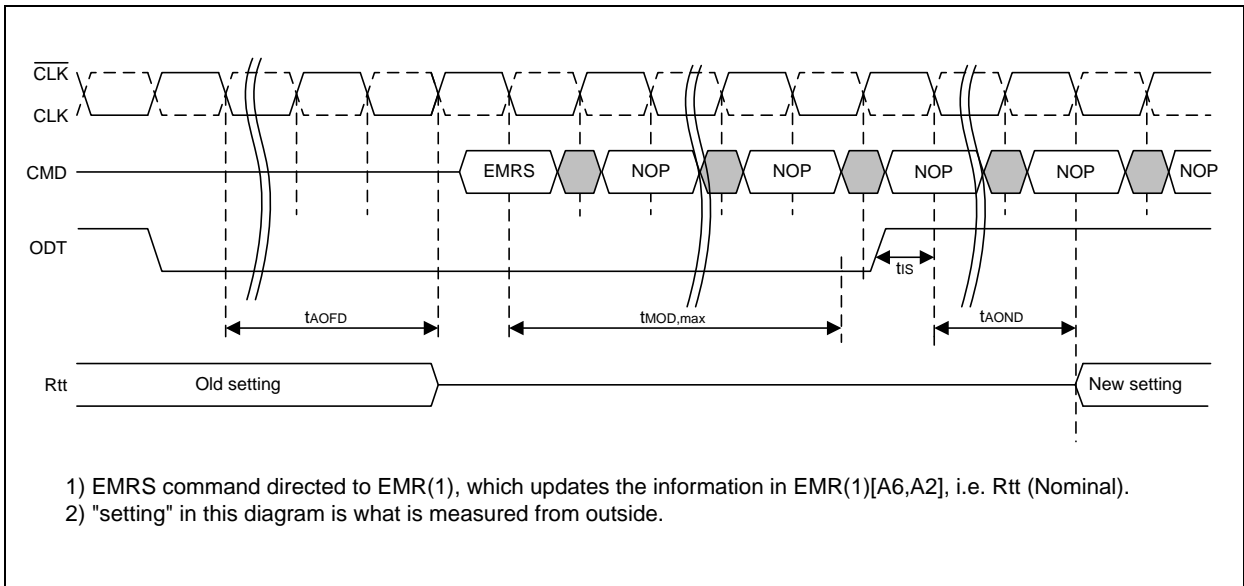 CLK
CLK
CMD
EMRS
NOP
NOP
NOP
NOP
NOP
ODT
tIS
tAOFD
tMOD,max
tAOND
Rtt
Old setting
New setting
1) EMRS command directed to EMR(1), which updates the information in EMR(1)[A6,A2], i.e. Rtt (Nominal).
2) "setting" in this diagram is what is measured from outside.